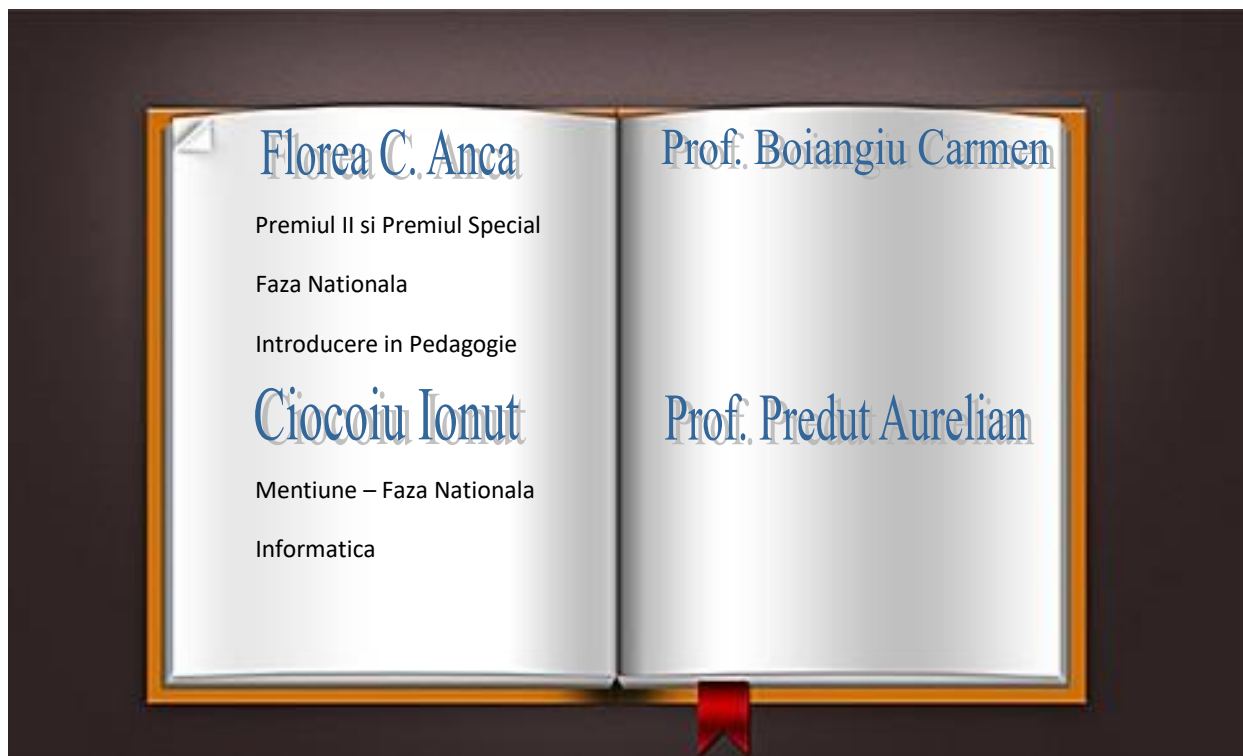 Florea C. Anca
Prof. Boiangiu Carmen
Premiul II si Premiul Special
Faza Nationala
Introducere in Pedagogie
Ciocoiu Ionut
Prof. Predut Aurelian
Mentiune – Faza Nationala
Informatica